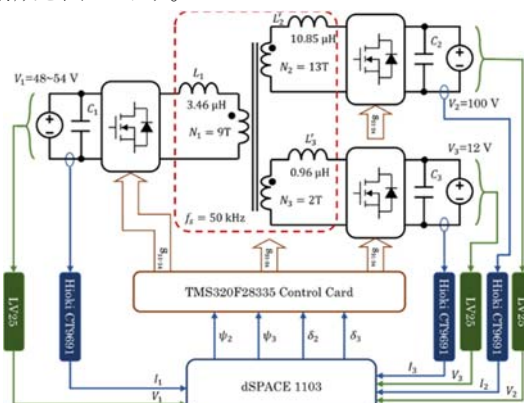 V₁=48~54 V
C₁
L₁
3.46 µH
N₁ = 9T
fₛ = 50 kHz
L′₂
10.85 µH
N₂ = 13T
L′₃
0.96 µH
N₃ = 2T
C₂
V₂=100 V
V₃=12 V
C₃
TMS320F28335 Control Card
LV25
Hioki CT9691
Hioki CT9691
LV25
Hioki CT9691
LV25
ψ₂
ψ₃
δ₂
δ₃
dSPACE 1103
I₁
V₁
I₃
V₃
I₂
V₂